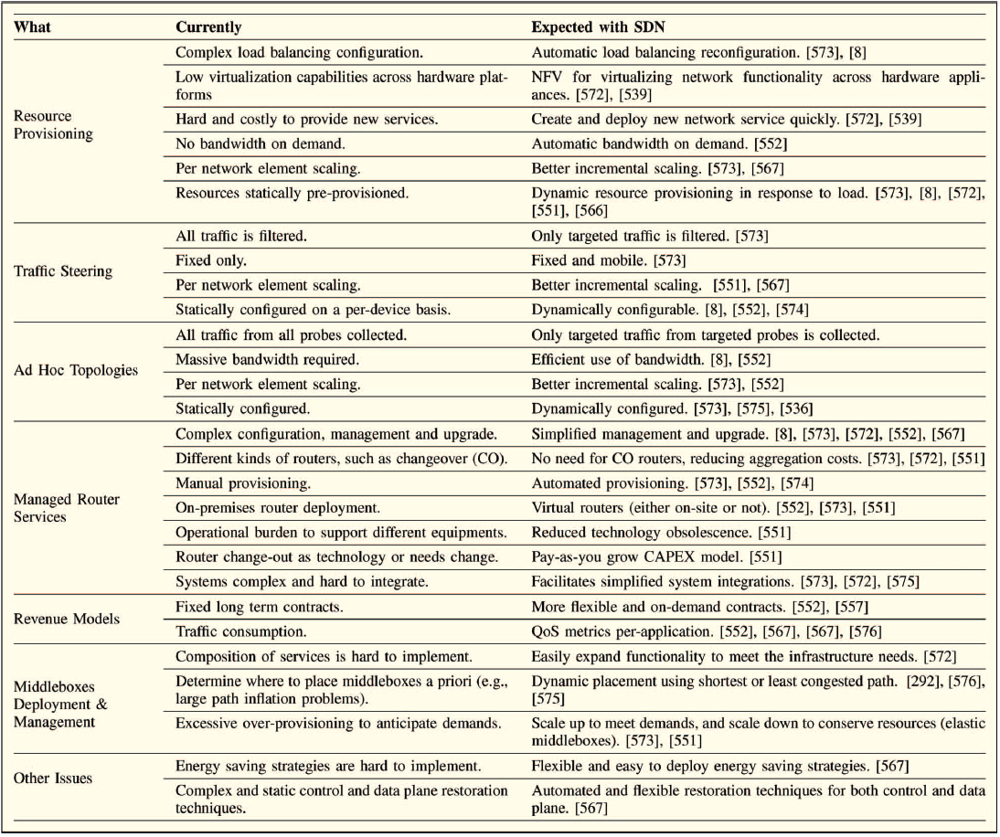 What Currently Expected with SDN
Complex load balancing configuration. Automatic load balancing reconfiguration. [573], [8]
Low virtualization capabilities across hardware plat- NFV for virtualizing network functionality across hardware appli-
forms ances. [572], [539]
Resource
Provisioning
Hard and costly to provide new services. Create and deploy new network service quickly. [572], [539]
No bandwidth on demand. Automatic bandwidth on demand. [552]
Per network element scaling. Better incremental scaling. [573], [567]
Resources statically pre-provisioned. Dynamic resource provisioning in response to load. [573], [8], [572],
[551], [566]
All traffic is filtered. Only targeted traffic is filtered. [573]
Traffic Steering
Fixed only. Fixed and mobile. [573]
Per network element scaling. Better incremental scaling. [551], [567]
Statically configured on a per-device basis. Dynamically configurable. [8], [552], [574]
All traffic from all probes collected. Only targeted traffic from targeted probes is collected.
Ad Hoc Topologies
Massive bandwidth required. Efficient use of bandwidth. [8], [552]
Per network element scaling. Better incremental scaling. [573], [552]
Statically configured. Dynamically configured. [573], [575], [536]
Complex configuration, management and upgrade. Simplified management and upgrade. [8], [573], [572], [552], [567]
Different kinds of routers, such as changeover (CO). No need for CO routers, reducing aggregation costs. [573], [572], [551]
Manual provisioning. Automated provisioning. [573], [552], [574]
Managed Router
Services
On-premises router deployment. Virtual routers (either on-site or not). [552], [573], [551]
Operational burden to support different equipments. Reduced technology obsolescence. [551]
Router change-out as technology or needs change. Pay-as-you grow CAPEX model. [551]
Systems complex and hard to integrate. Facilitates simplified system integrations. [573], [572], [575]
Revenue Models
Fixed long term contracts. More flexible and on-demand contracts. [552], [557]
Traffic consumption. QoS metrics per-application. [552], [567], [567], [576]
Composition of services is hard to implement. Easily expand functionality to meet the infrastructure needs. [572]
Middleboxes
Deployment &
Management
Determine where to place middleboxes a priori (e.g., Dynamic placement using shortest or least congested path. [292], [576],
large path inflation problems). [575]
Excessive over-provisioning to anticipate demands. Scale up to meet demands, and scale down to conserve resources (elastic
middleboxes). [573], [551]
Other Issues
Energy saving strategies are hard to implement. Flexible and easy to deploy energy saving strategies. [567]
Complex and static control and data plane restoration Automated and flexible restoration techniques for both control and data
techniques. plane. [567]